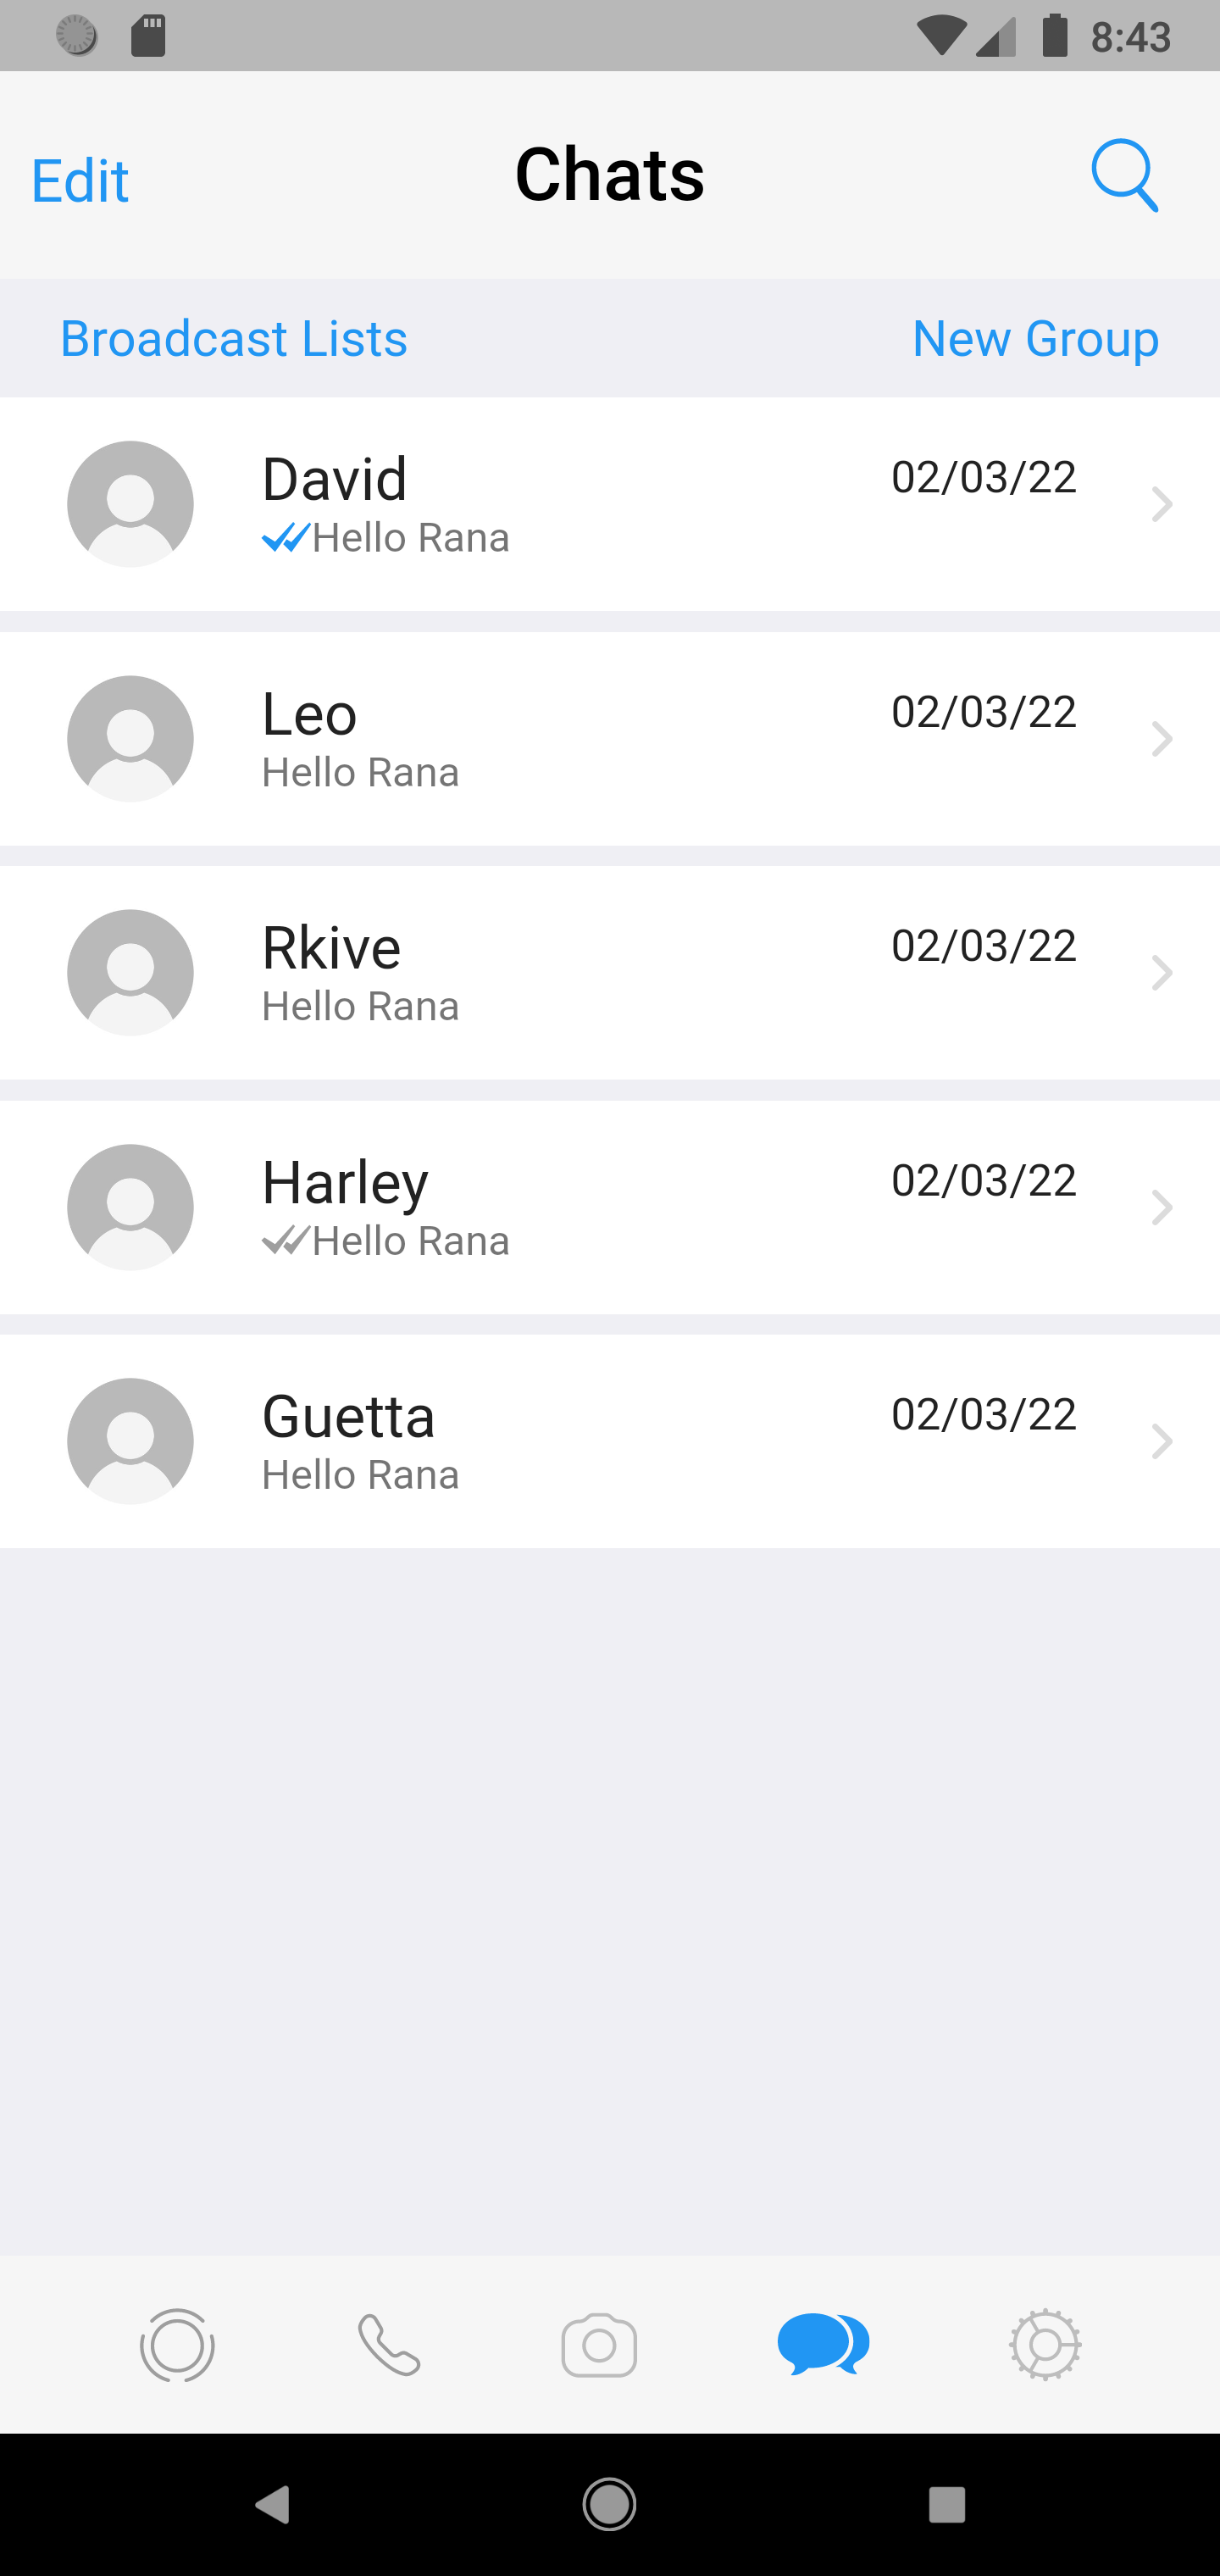 8:43
Edit
Chats
Broadcast Lists
New Group
David
02/03/22
Hello Rana
Leo
02/03/22
Hello Rana
Rkive
02/03/22
Hello Rana
Harley
02/03/22
Hello Rana
Guetta
02/03/22
Hello Rana